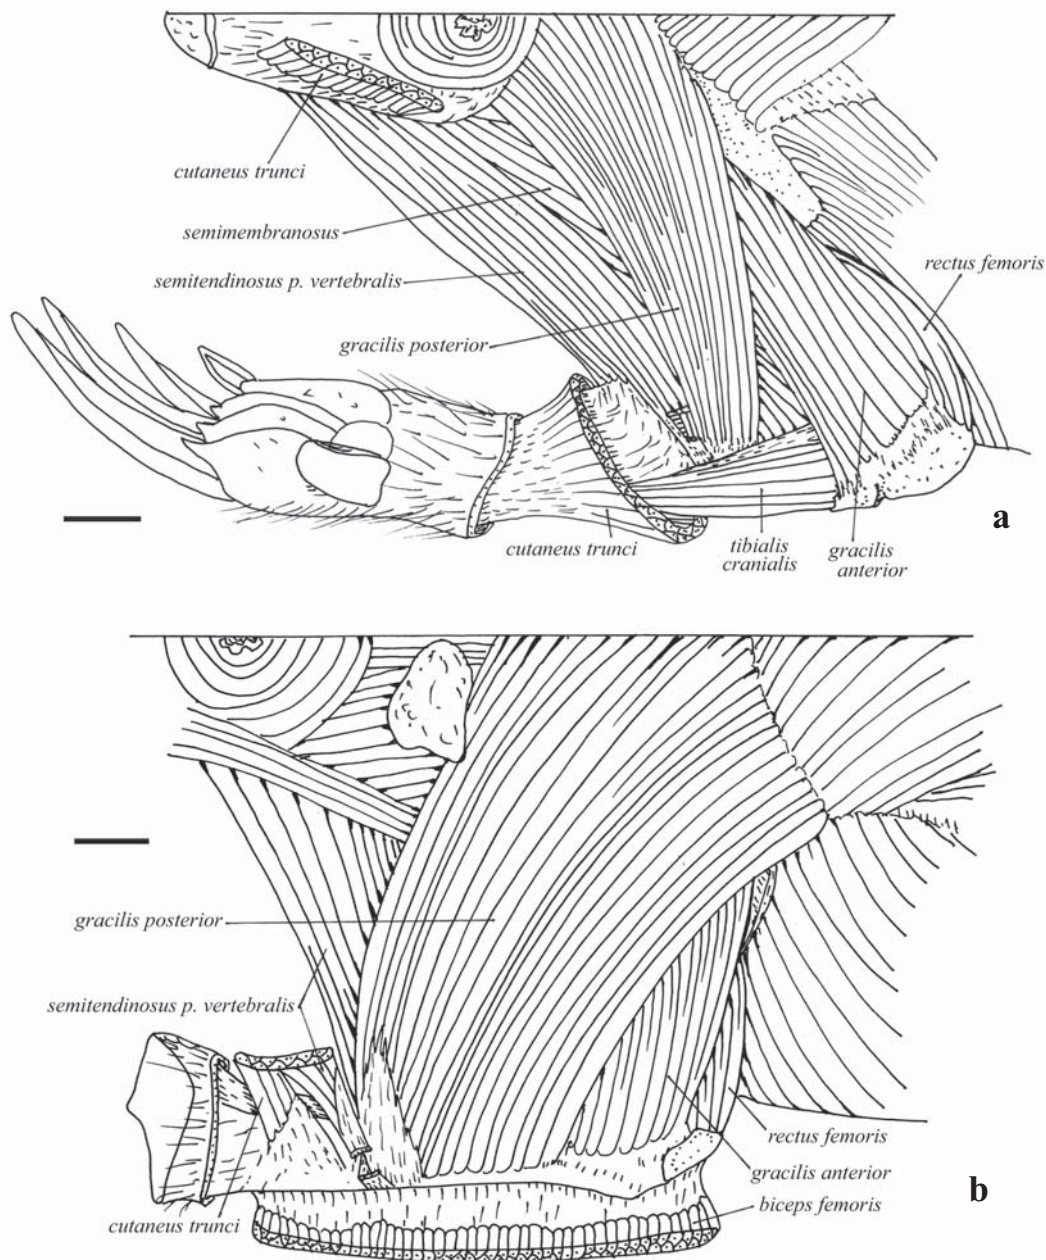 cutaneus trunci
semimembranosus
semitendinosus p. vertebralis
rectus femoris
gracilis posterior
a
cutaneus trunci
tibialis
cranialis
gracilis
anterior
gracilis posterior
semitendinosus p. vertebralis
rectus femoris
gracilis anterior
b
biceps femoris
cutaneus trunci